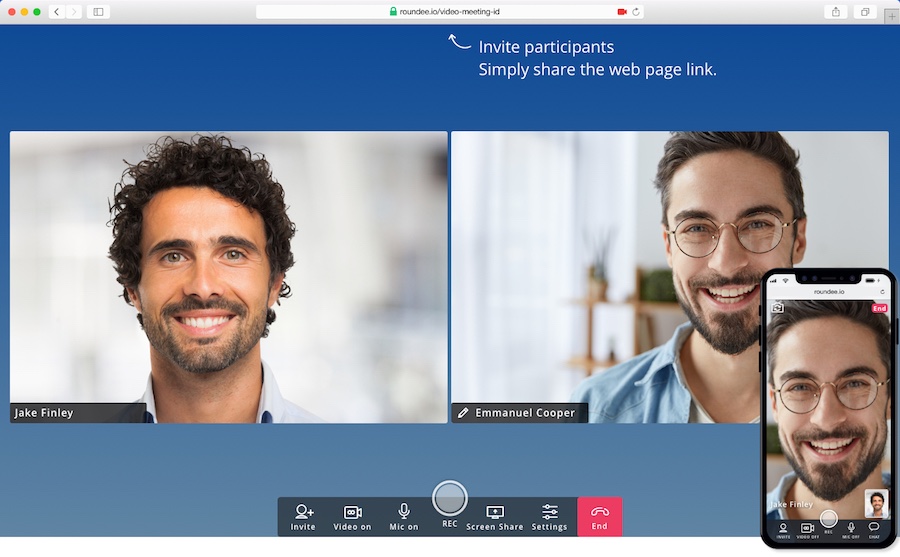 roundee.io/video-meeting-id
Invite participants
Simply share the web page link.
Jake Finley
Emmanuel Cooper
Invite
Video on
Mic on
REC
Screen Share
Settings
End
roundee.io
End
Jake Finley
INVITE
VIDEO OFF
REC
MIC OFF
CHAT